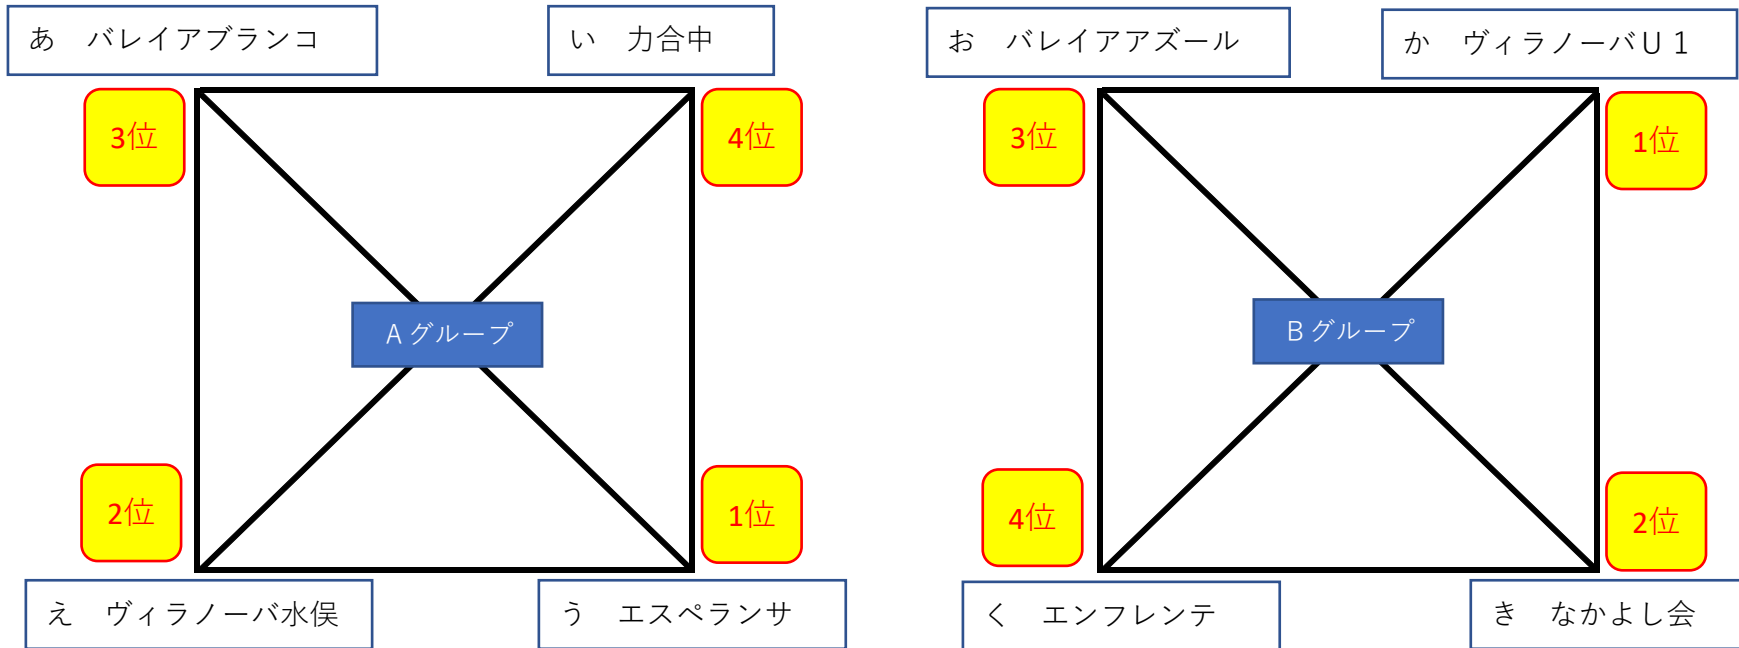 あ　バレイアブランコ
い　力合中
3位
4位
Aグループ
2位
1位
え　ヴィラノーバ水俣
う　エスペランサ
お　バレイアアズール
か　ヴィラノーバU１
3位
1位
Bグループ
4位
2位
く　エンフレンテ
き　なかよし会